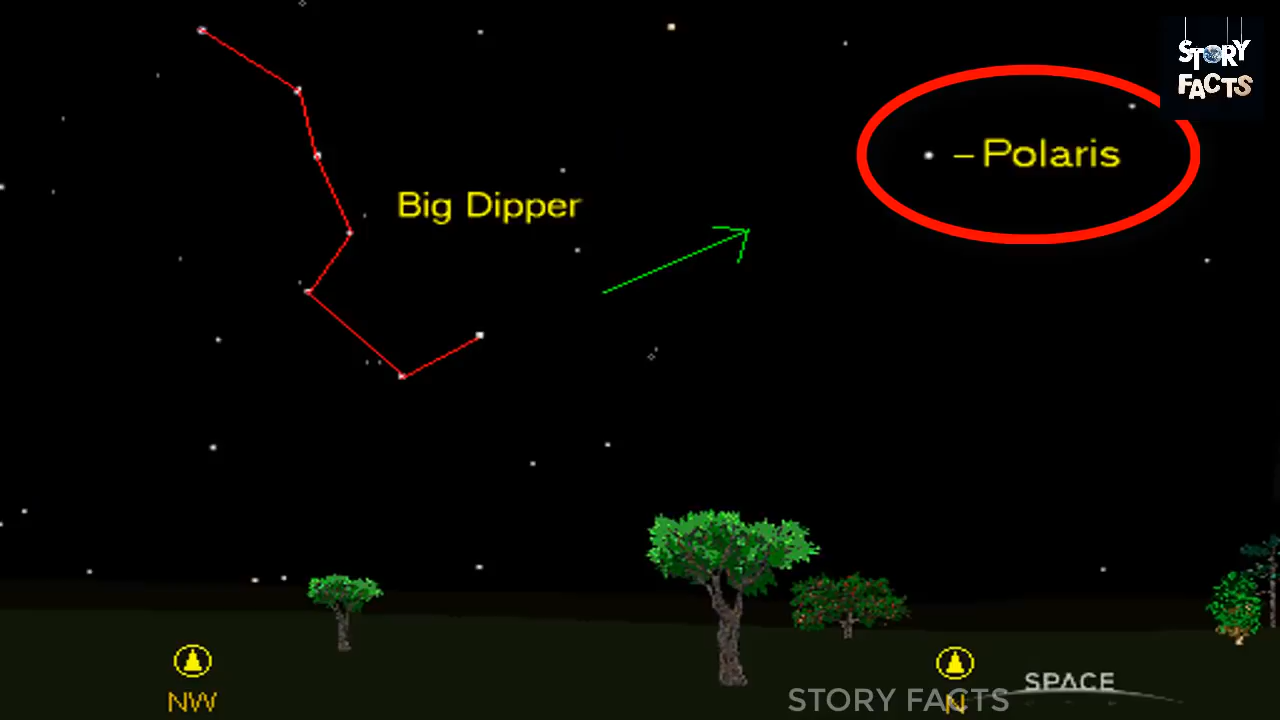 STORY
FACTS
– Polaris
Big Dipper
NW
N
SPACE
STORY FACTS